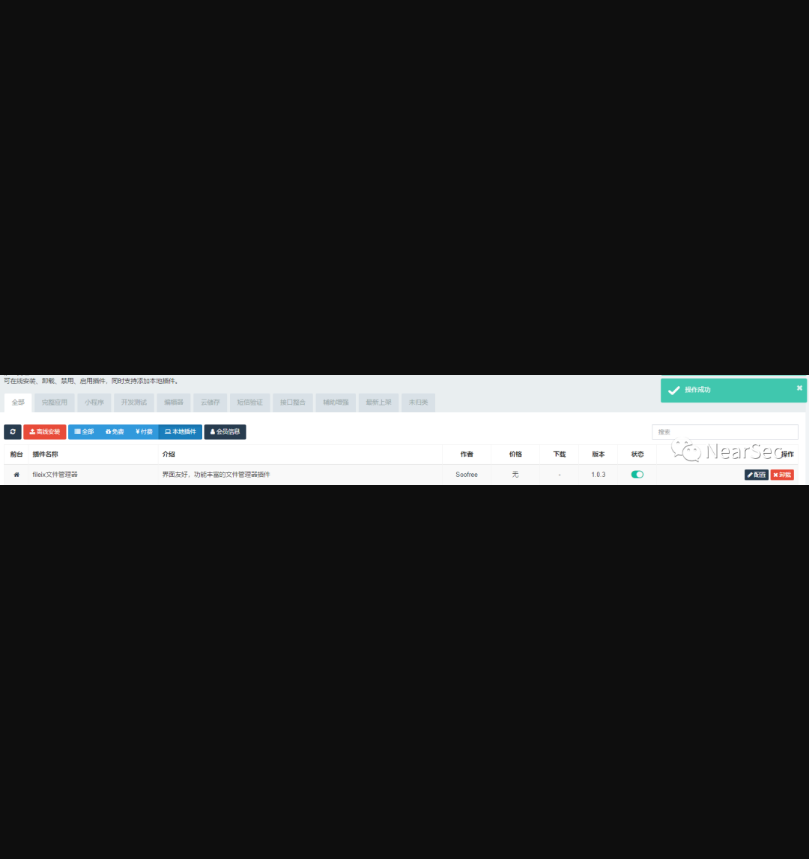 可在线安装、卸载、禁用、启用插件，同时支持添加本地插件。
操作成功
全部 完整应用 小程序 开发测试 编辑器 云储存 短信验证 接口整合 辅助增强 最新上架 未归类
离线安装 全部 免费 ¥付费 本地插件 会员信息
搜索
NearSeo
前台 插件名称 介绍 作者 价格 下载 版本 状态 操作
fileix文件管理器 界面友好，功能丰富的文件管理器插件 Seofree 无 - 1.0.3 配置 卸载